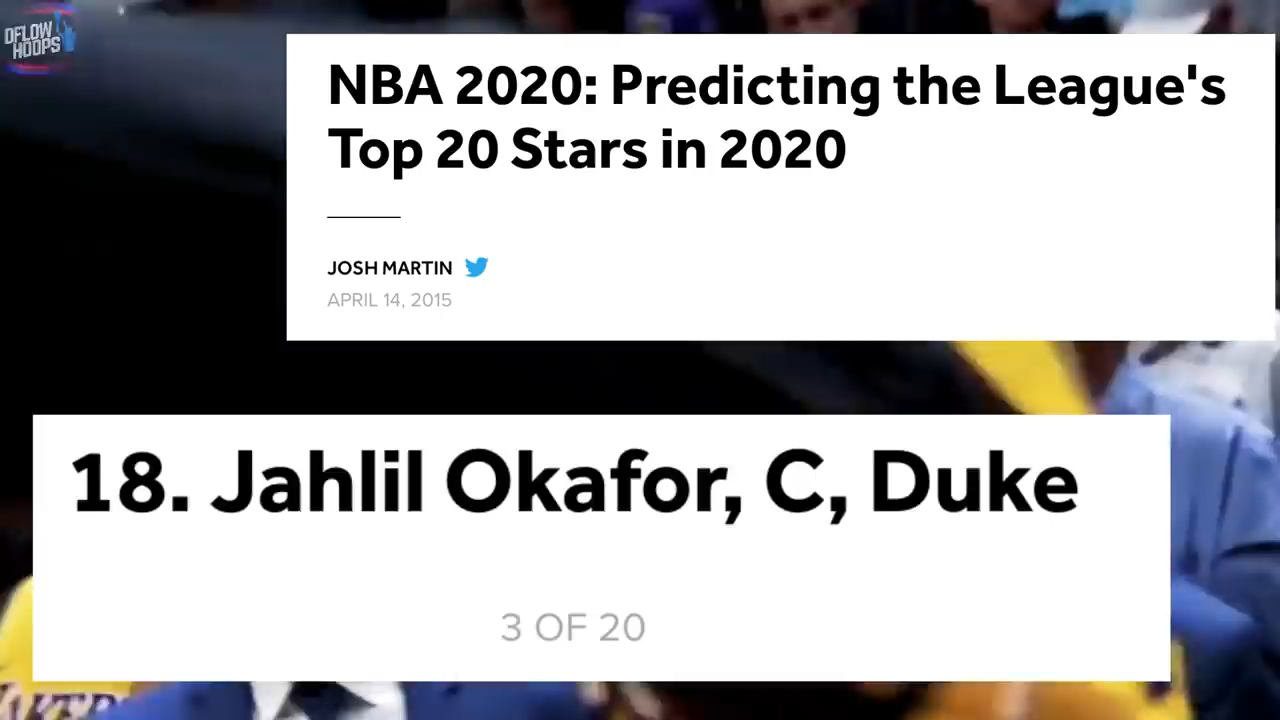 DFLOW
HOOPS
NBA 2020: Predicting the League's
Top 20 Stars in 2020
JOSH MARTIN
APRIL 14, 2015
18. Jahlil Okafor, C, Duke
3 OF 20